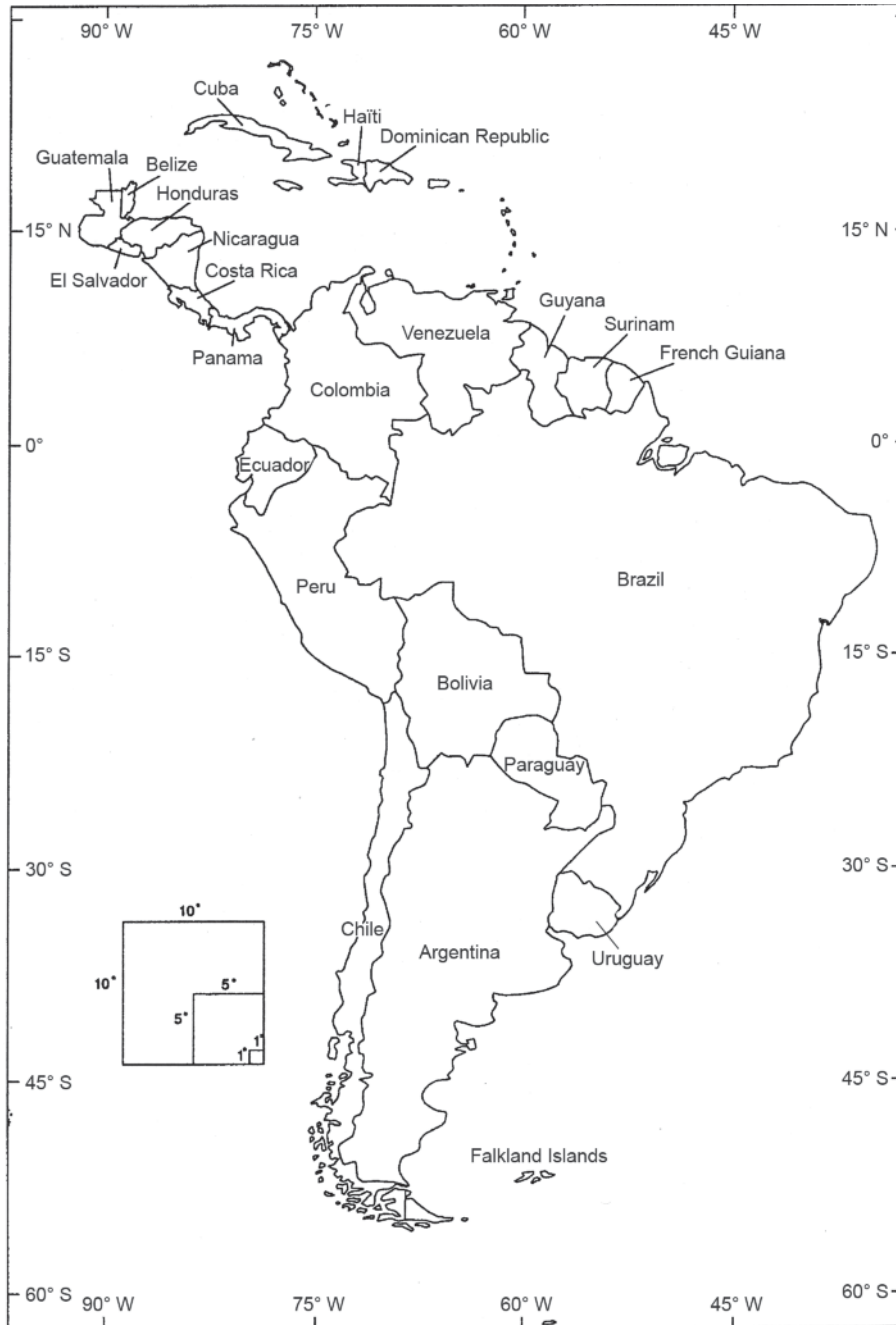 90° W 75° W 60° W 45° W
Cuba
Haïti
Dominican Republic
Guatemala
Belize
Honduras
15° N 15° N
Nicaragua
El Salvador
Costa Rica
Guyana
Venezuela
Surinam
Panama
French Guiana
Colombia
0° 0°
Ecuador
Peru
Brazil
15° S 15° S
Bolivia
Paraguay
30° S 30° S
10°
Chile
Argentina
Uruguay
10°
5°
5°
1°
1°
45° S 45° S
Falkland Islands
60° S 60° S
90° W 75° W 60° W 45° W